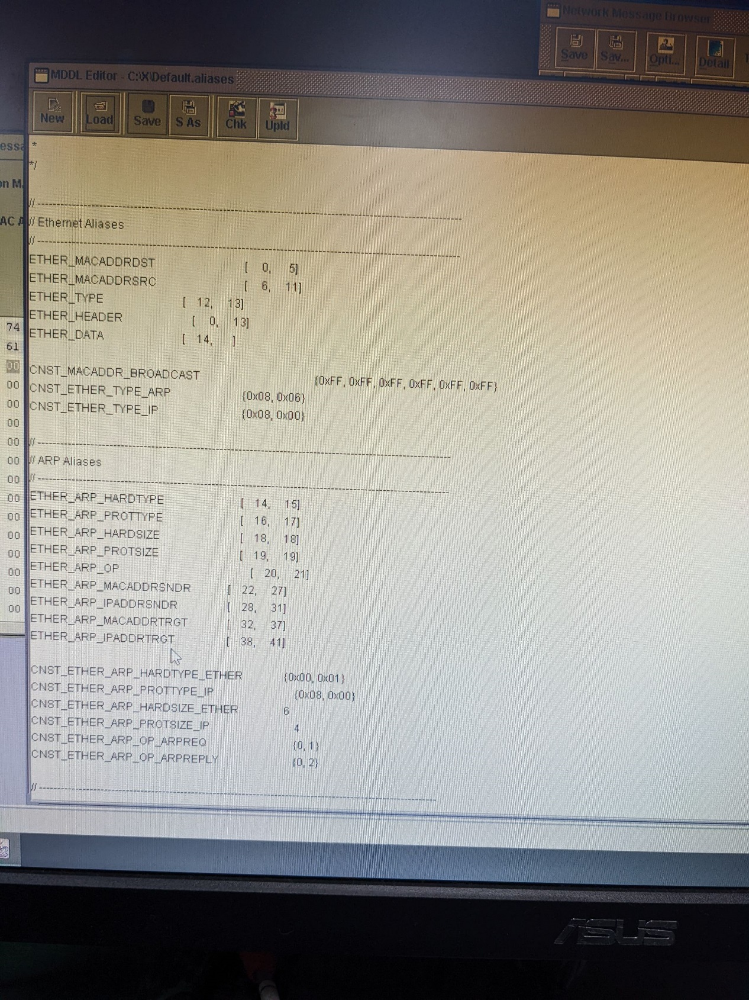 Network Message Browser
Save Sav... Opti... Detail
MDDL Editor - C:\X\Default.aliases
New Load Save S As Chk Upld
*
*/
//
// Ethernet Aliases
//
ETHER_MACADDRDST [ 0, 5]
ETHER_MACADDRSRC [ 6, 11]
ETHER_TYPE [ 12, 13]
ETHER_HEADER [ 0, 13]
ETHER_DATA [ 14, ]
CNST_MACADDR_BROADCAST {0xFF, 0xFF, 0xFF, 0xFF, 0xFF, 0xFF}
CNST_ETHER_TYPE_ARP {0x08, 0x06}
CNST_ETHER_TYPE_IP {0x08, 0x00}
//
// ARP Aliases
//
ETHER_ARP_HARDTYPE [ 14, 15]
ETHER_ARP_PROTTYPE [ 16, 17]
ETHER_ARP_HARDSIZE [ 18, 18]
ETHER_ARP_PROTSIZE [ 19, 19]
ETHER_ARP_OP [ 20, 21]
ETHER_ARP_MACADDRSNDR [ 22, 27]
ETHER_ARP_IPADDRSNDR [ 28, 31]
ETHER_ARP_MACADDRTRGT [ 32, 37]
ETHER_ARP_IPADDRTRGT [ 38, 41]
CNST_ETHER_ARP_HARDTYPE_ETHER {0x00, 0x01}
CNST_ETHER_ARP_PROTTYPE_IP {0x08, 0x00}
CNST_ETHER_ARP_HARDSIZE_ETHER 6
CNST_ETHER_ARP_PROTSIZE_IP 4
CNST_ETHER_ARP_OP_ARPREQ {0, 1}
CNST_ETHER_ARP_OP_ARPREPLY {0, 2}
//
74
61
00
00
00
00
00
00
00
00
00
00
00
00
00
00
ASUS